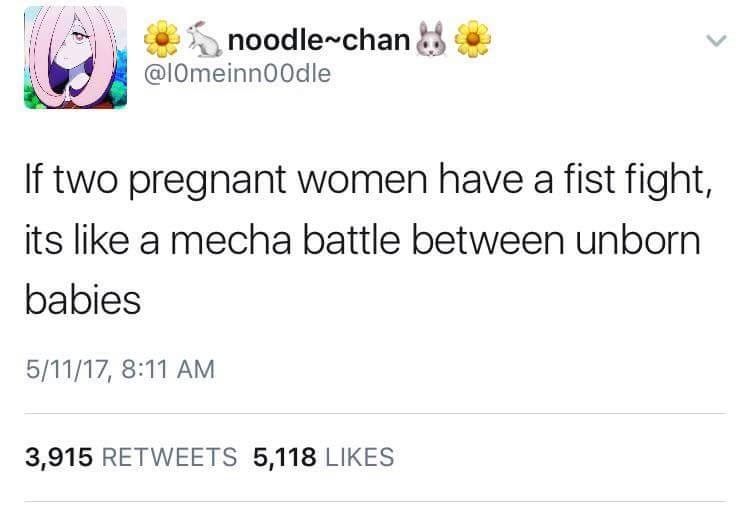 🌼🐇noodle~chan🐰🌼
@l0meinn00dle
If two pregnant women have a fist fight,
its like a mecha battle between unborn
babies
5/11/17, 8:11 AM
3,915 RETWEETS 5,118 LIKES